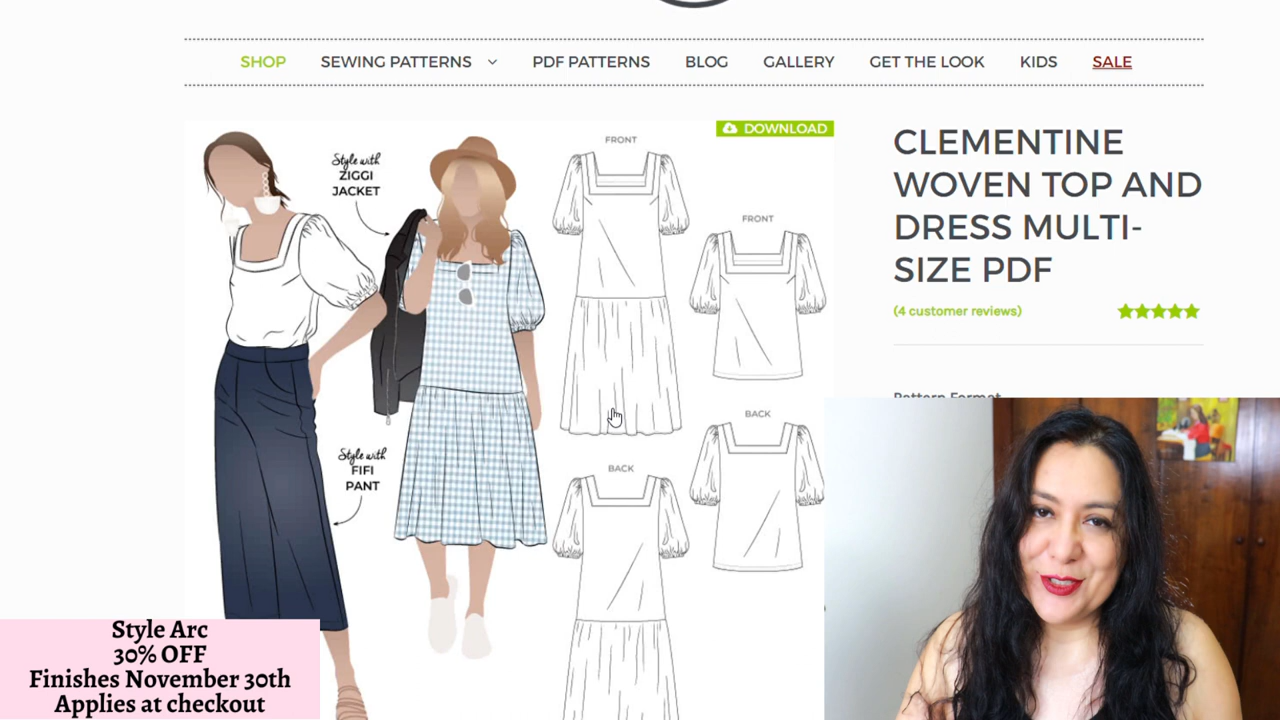 SHOP SEWING PATTERNS PDF PATTERNS BLOG GALLERY GET THE LOOK KIDS SALE
DOWNLOAD
Style with
ZIGGI
JACKET
Style with
FIFI
PANT
FRONT
FRONT
BACK
BACK
CLEMENTINE
WOVEN TOP AND
DRESS MULTI-
SIZE PDF
(4 customer reviews)
Pattern Format
Style Arc
30% OFF
Finishes November 30th
Applies at checkout